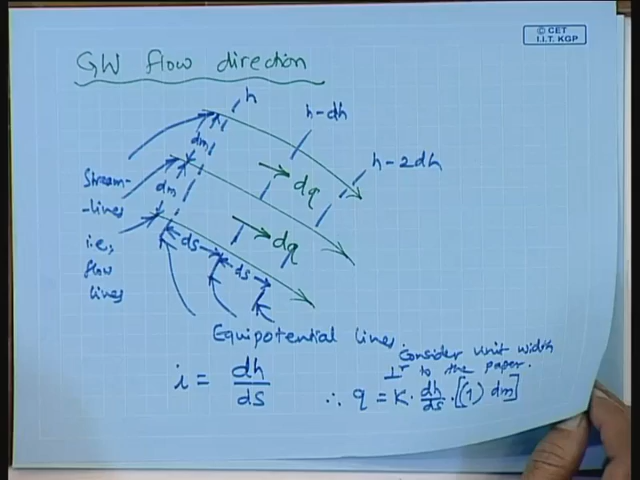 © CET
I.I.T. KGP
GW flow direction
h
h-dh
h-2dh
dm
dm
dq
dq
ds
ds
Stream-
-lines
i.e,
flow
lines
Equipotential lines.
Consider unit width
⊥r to the paper.
i = dh/ds
∴ q = K · dh/ds · [(1) dm]